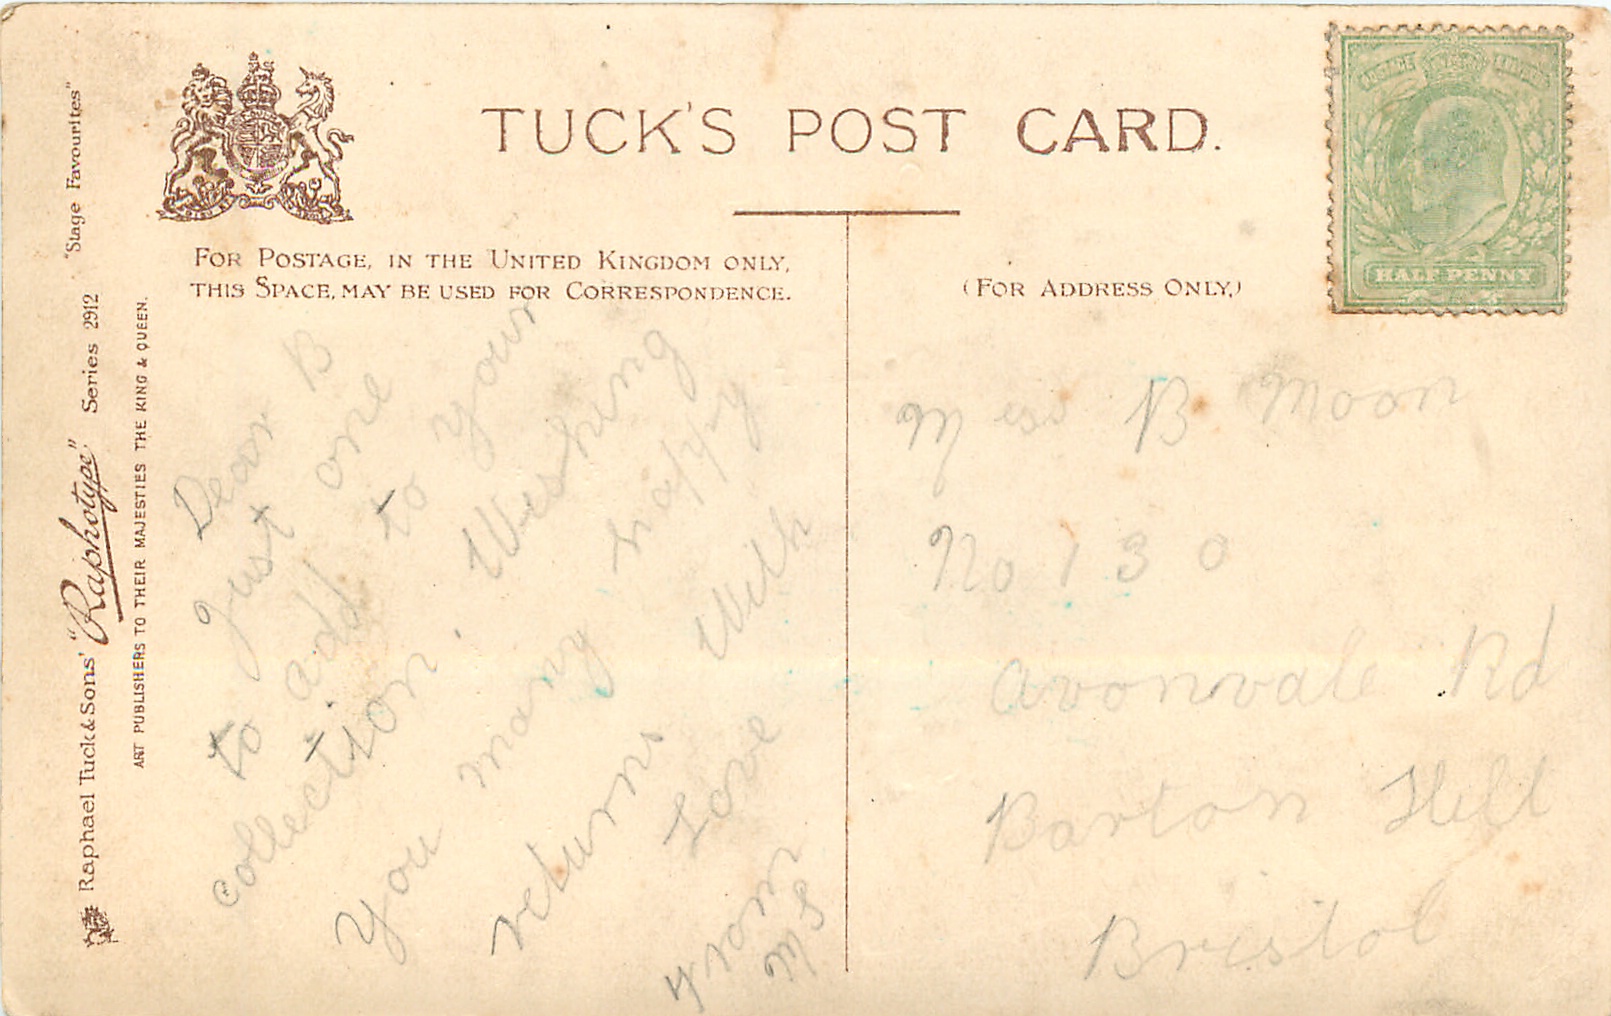 TUCK'S POST CARD.
FOR POSTAGE, IN THE UNITED KINGDOM ONLY,
THIS SPACE, MAY BE USED FOR CORRESPONDENCE.
(FOR ADDRESS ONLY,)
HALF PENNY
"Stage Favourites"
Raphael Tuck & Sons' "Raphotype" Series 2912
ART PUBLISHERS TO THEIR MAJESTIES THE KING & QUEEN.
Dear B
Just one
to add to your
collection. Wishing
you many happy
returns With
Love
from
M S
Miss B Moon
No 130
Avonvale Rd
Barton Hill
Bristol